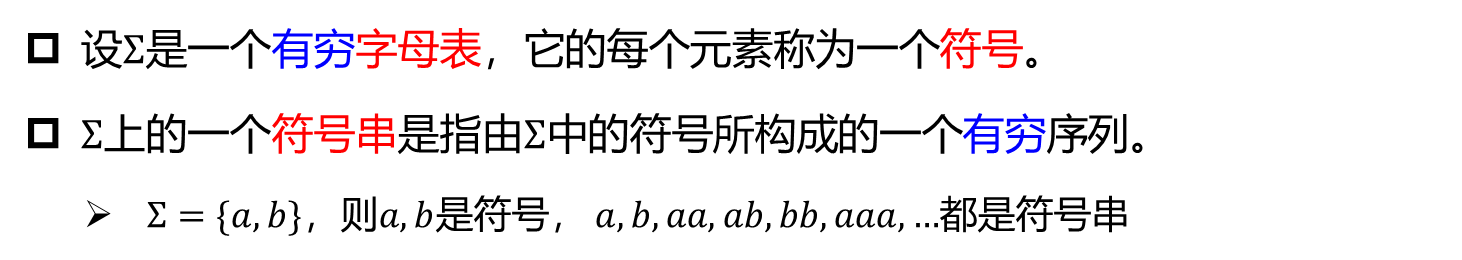 设Σ是一个有穷字母表，它的每个元素称为一个符号。
Σ上的一个符号串是指由Σ中的符号所构成的一个有穷序列。
Σ = {a, b}，则a, b是符号， a, b, aa, ab, bb, aaa, …都是符号串